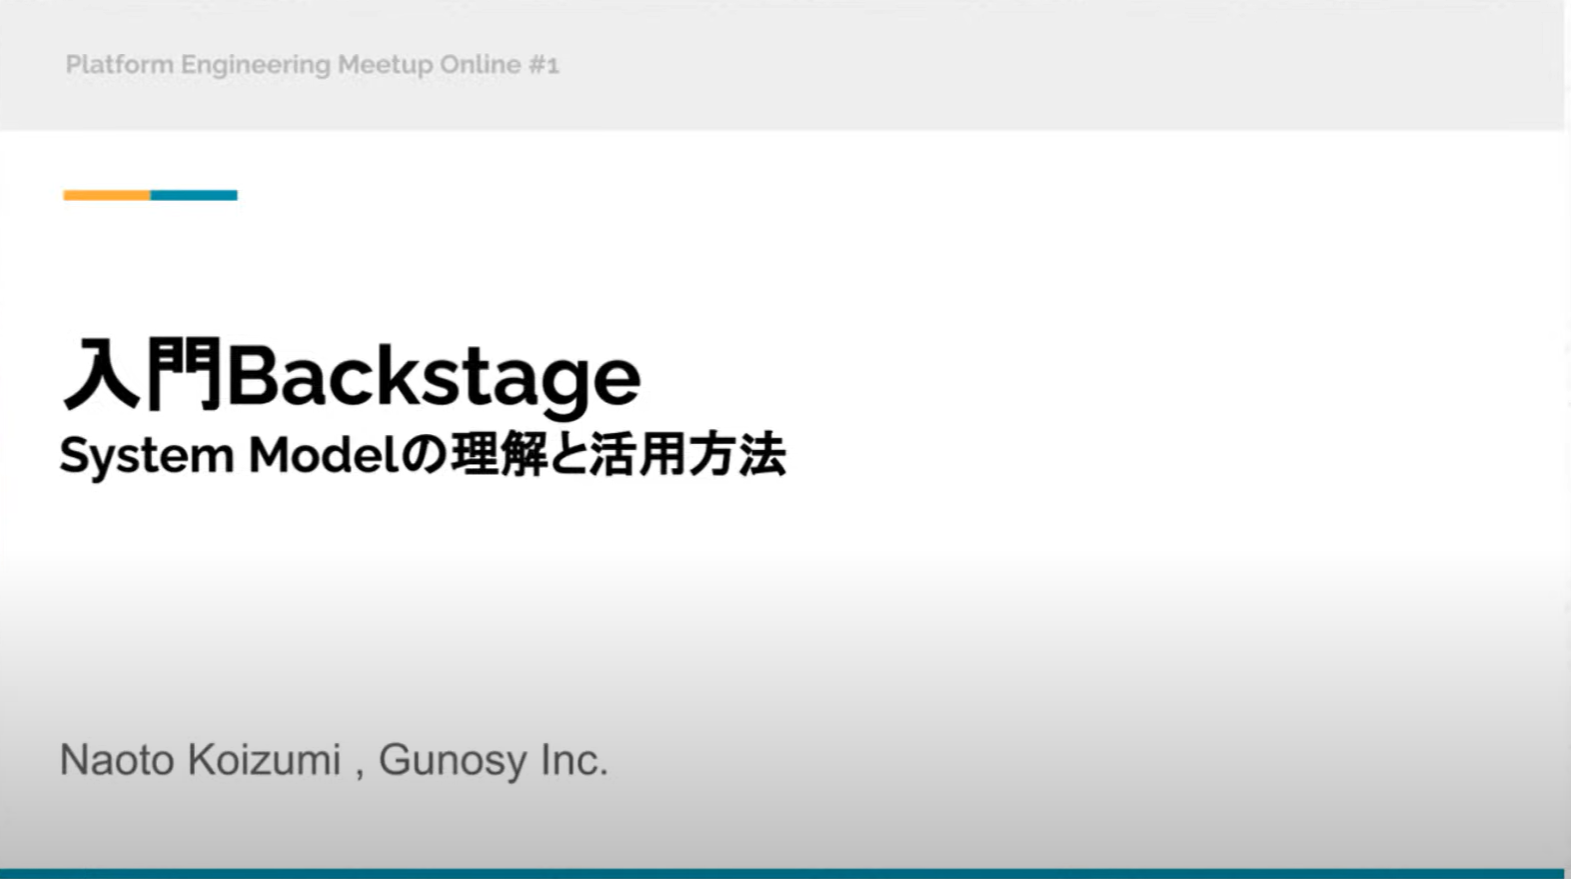 Platform Engineering Meetup Online #1
入門Backstage
System Modelの理解と活用方法
Naoto Koizumi , Gunosy Inc.